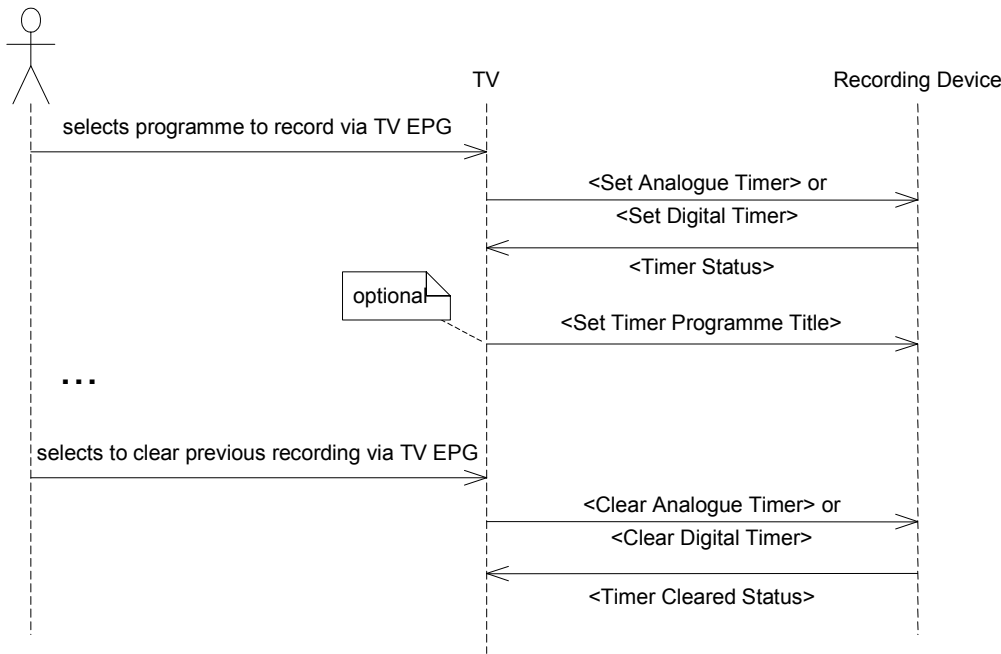 TV
Recording Device
selects programme to record via TV EPG
<Set Analogue Timer> or
<Set Digital Timer>
<Timer Status>
optional
<Set Timer Programme Title>
...
selects to clear previous recording via TV EPG
<Clear Analogue Timer> or
<Clear Digital Timer>
<Timer Cleared Status>